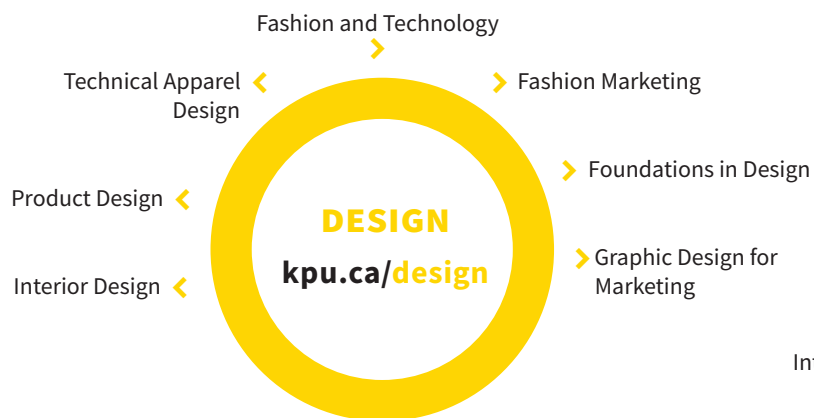 Fashion and Technology
Technical Apparel
Design
Fashion Marketing
Foundations in Design
Product Design
DESIGN
kpu.ca/design
Graphic Design for
Marketing
Interior Design